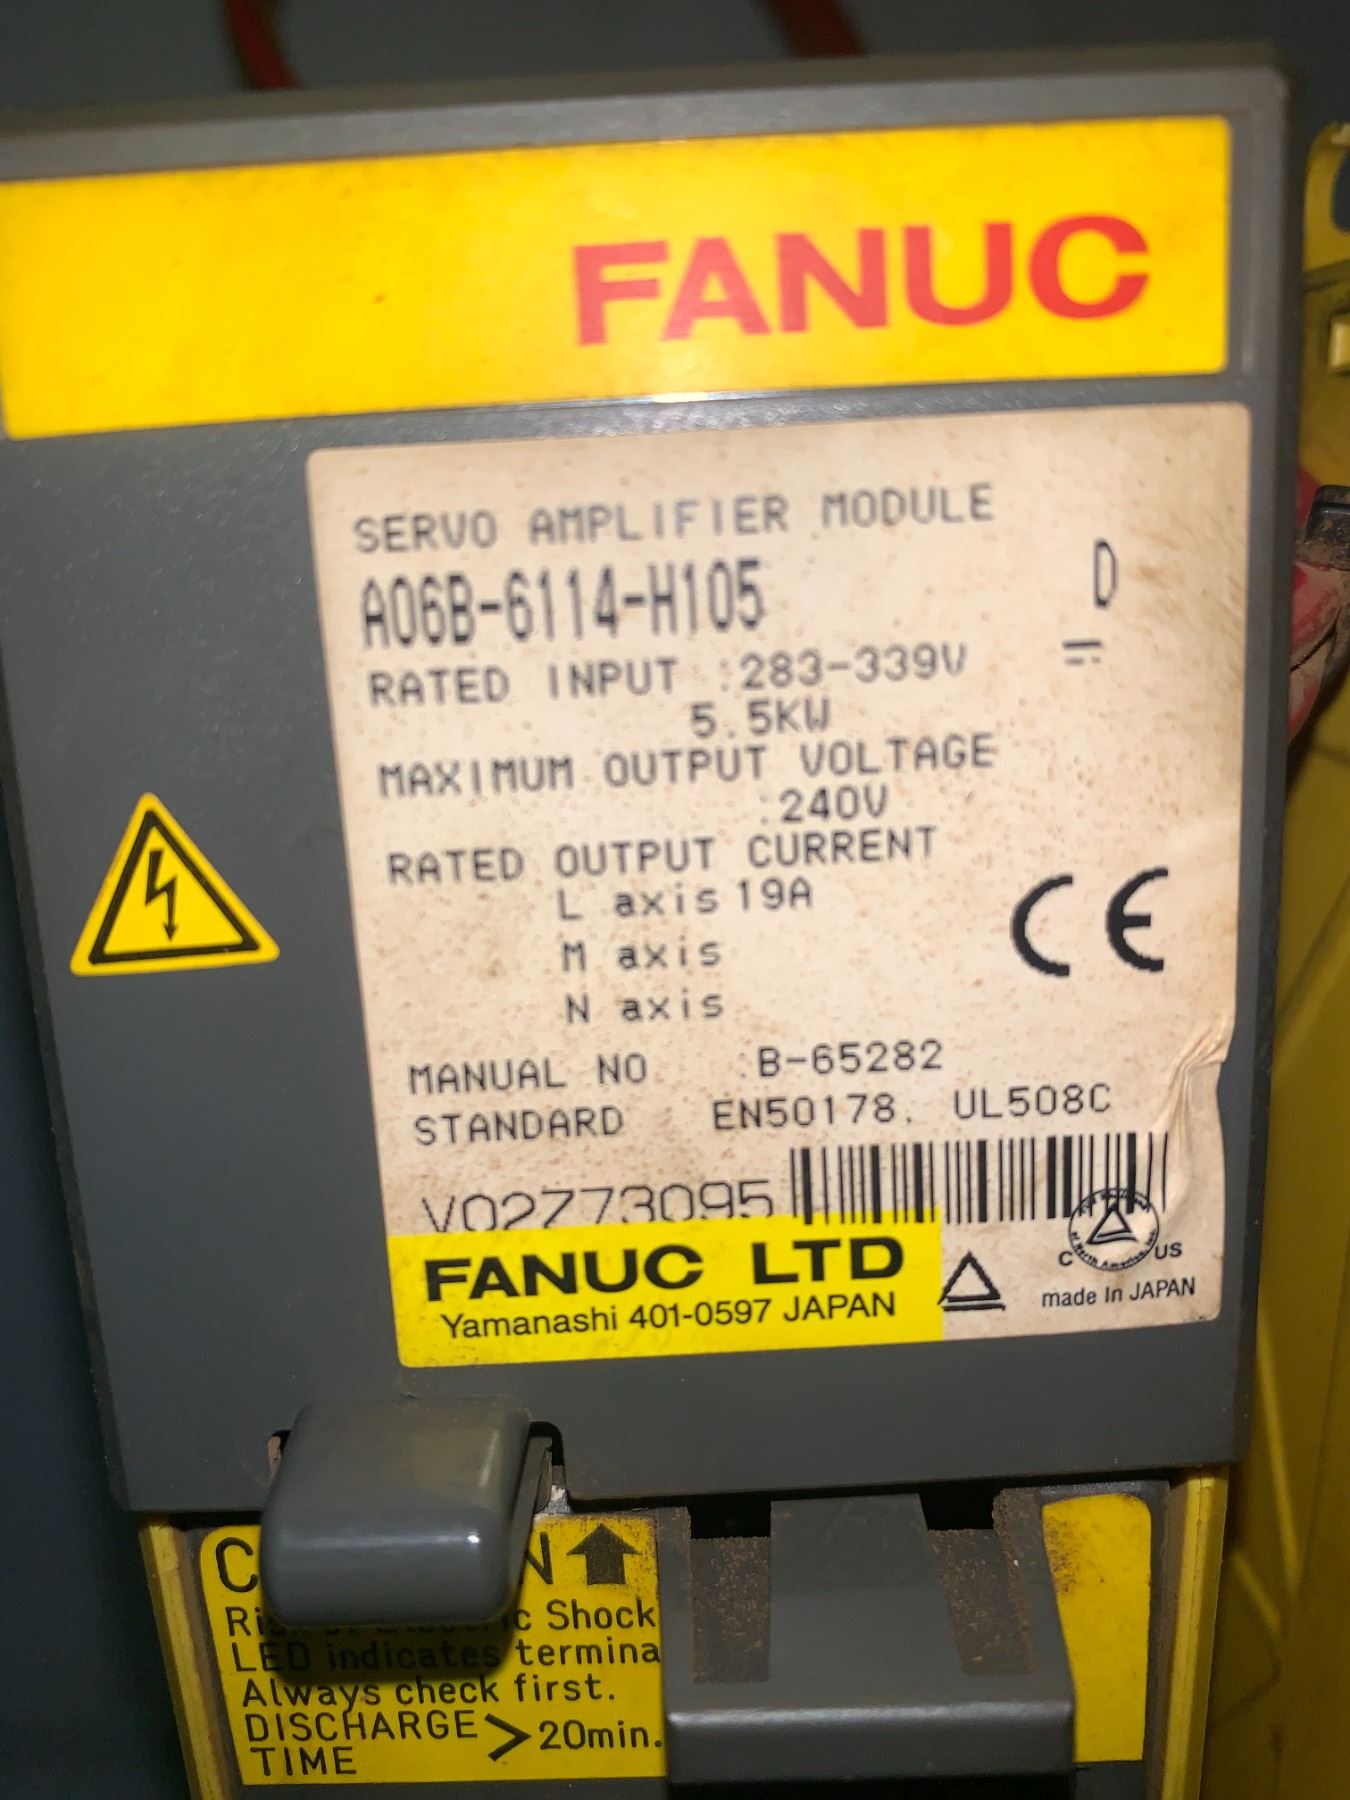 FANUC
SERVO AMPLIFIER MODULE
A06B-6114-H105 D
RATED INPUT :283-339V
5.5KW
MAXIMUM OUTPUT VOLTAGE
:240V
RATED OUTPUT CURRENT
L axis 19A
M axis
N axis
MANUAL NO :B-65282
STANDARD EN50178. UL508C
V02Z73095
CE
FANUC LTD
Yamanashi 401-0597 JAPAN
C US
made In JAPAN
Shock
LED indicates termina
Always check first.
DISCHARGE > 20min.
TIME